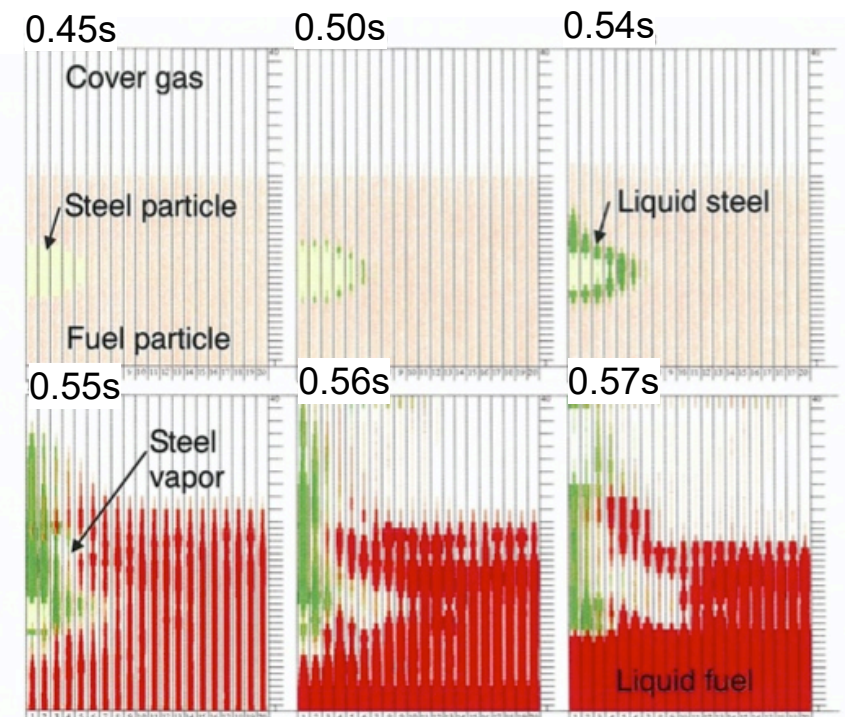 0.45s
0.50s
0.54s
Cover gas
Steel particle
Liquid steel
Fuel particle
0.55s
0.56s
0.57s
Steel
vapor
Liquid fuel